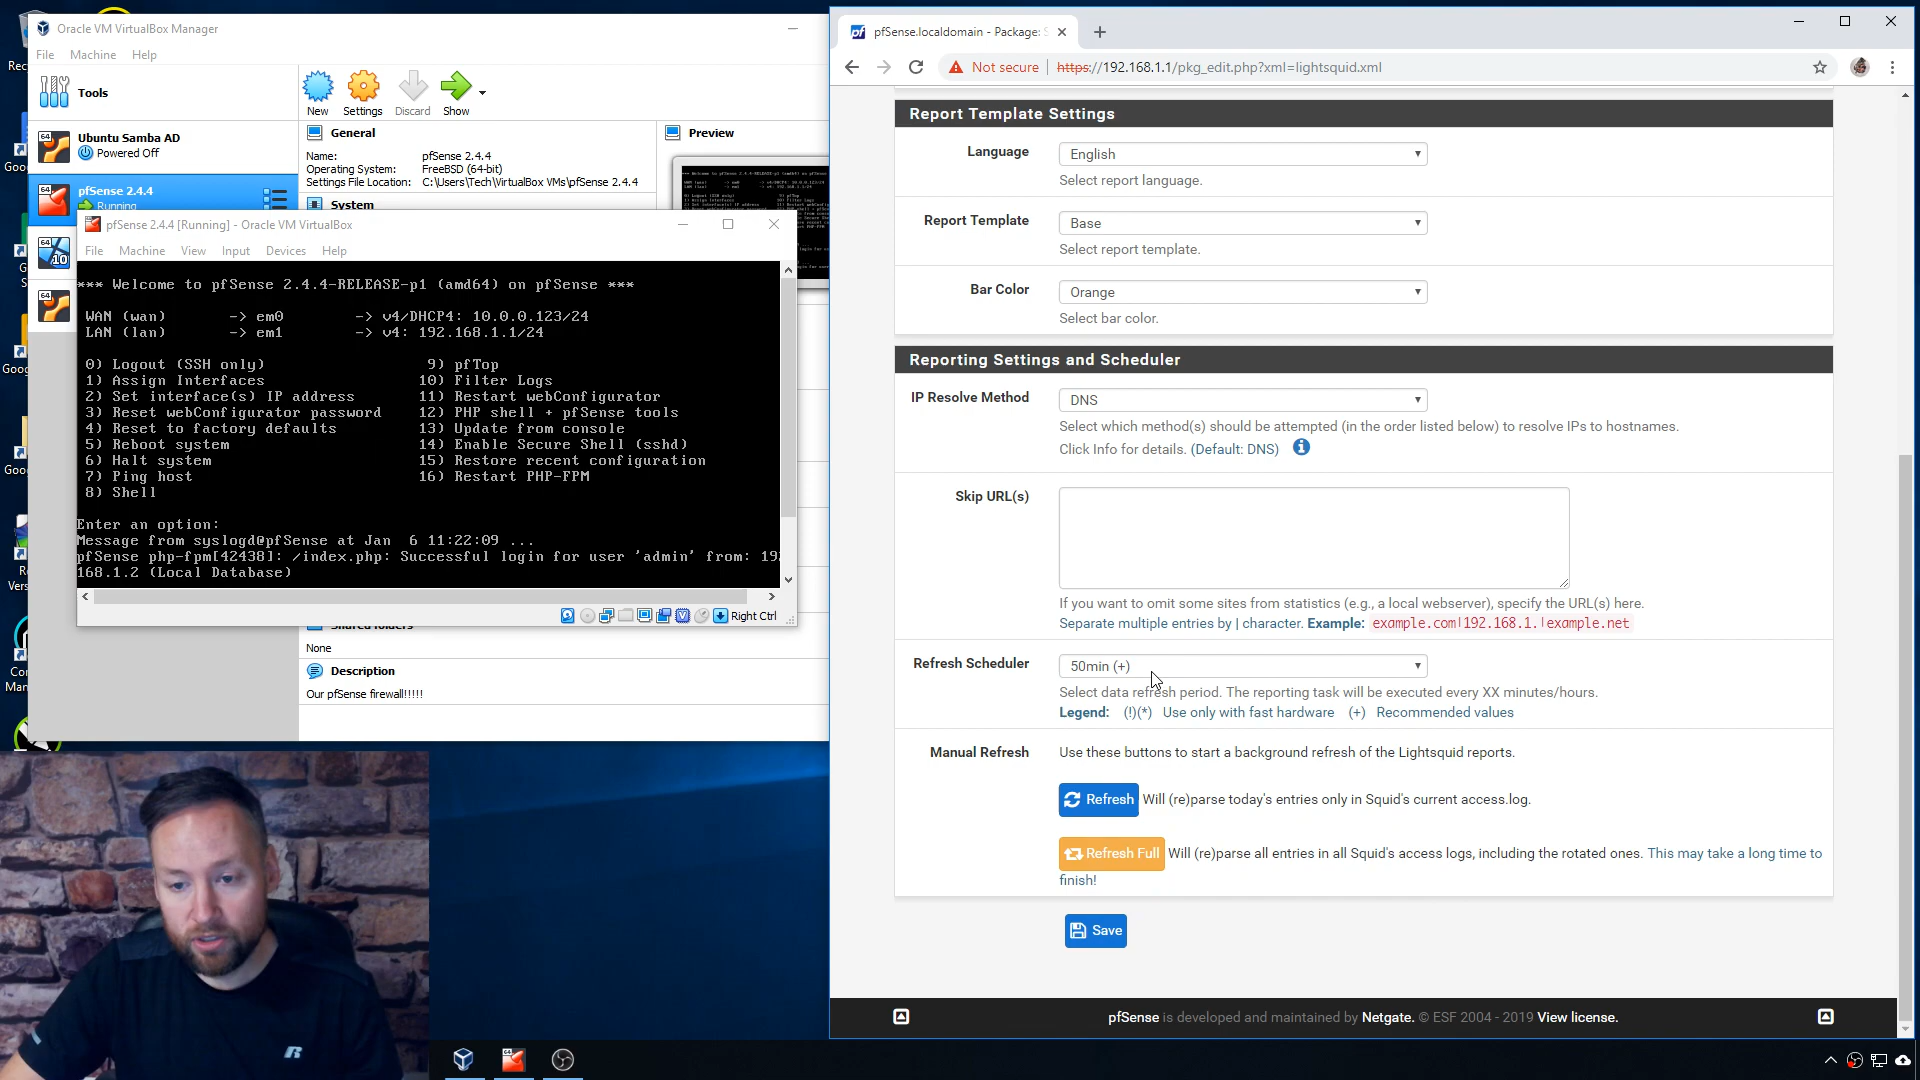 Oracle VM VirtualBox Manager
File Machine Help
Tools
New Settings Discard Show
Ubuntu Samba AD
Powered Off
pfSense 2.4.4
Running
General
Name: pfSense 2.4.4
Operating System: FreeBSD (64-bit)
Settings File Location: C:\Users\Tech\VirtualBox VMs\pfSense 2.4.4
System
Preview
pfSense 2.4.4 [Running] - Oracle VM VirtualBox
File Machine View Input Devices Help
*** Welcome to pfSense 2.4.4-RELEASE-p1 (amd64) on pfSense ***
WAN (wan) -> em0 -> v4/DHCP4: 10.0.0.123/24
LAN (lan) -> em1 -> v4: 192.168.1.1/24
0) Logout (SSH only) 9) pfTop
1) Assign Interfaces 10) Filter Logs
2) Set interface(s) IP address 11) Restart webConfigurator
3) Reset webConfigurator password 12) PHP shell + pfSense tools
4) Reset to factory defaults 13) Update from console
5) Reboot system 14) Enable Secure Shell (sshd)
6) Halt system 15) Restore recent configuration
7) Ping host 16) Restart PHP-FPM
8) Shell
Enter an option:
Message from syslogd@pfSense at Jan 6 11:22:09 ...
pfSense php-fpm[42438]: /index.php: Successful login for user 'admin' from: 19
168.1.2 (Local Database)
Right Ctrl
Shared folders
None
Description
Our pfSense firewall!!!!!
pfSense.localdomain - Package: S
Not secure | https://192.168.1.1/pkg_edit.php?xml=lightsquid.xml
Report Template Settings
Language English
Select report language.
Report Template Base
Select report template.
Bar Color Orange
Select bar color.
Reporting Settings and Scheduler
IP Resolve Method DNS
Select which method(s) should be attempted (in the order listed below) to resolve IPs to hostnames.
Click Info for details. (Default: DNS)
Skip URL(s)
If you want to omit some sites from statistics (e.g., a local webserver), specify the URL(s) here.
Separate multiple entries by | character. Example: example.com|192.168.1.|example.net
Refresh Scheduler 50min (+)
Select data refresh period. The reporting task will be executed every XX minutes/hours.
Legend: (!)(*) Use only with fast hardware (+) Recommended values
Manual Refresh Use these buttons to start a background refresh of the Lightsquid reports.
Refresh Will (re)parse today's entries only in Squid's current access.log.
Refresh Full Will (re)parse all entries in all Squid's access logs, including the rotated ones. This may take a long time to
finish!
Save
pfSense is developed and maintained by Netgate. © ESF 2004 - 2019 View license.